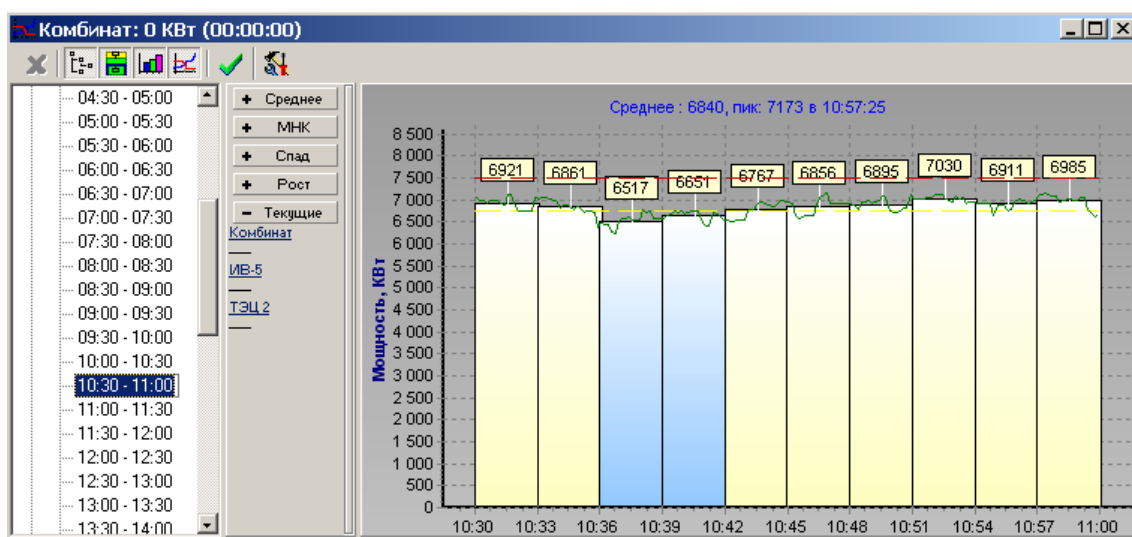 Комбинат: 0 КВт (00:00:00)
04:30 - 05:00
05:00 - 05:30
05:30 - 06:00
06:00 - 06:30
06:30 - 07:00
07:00 - 07:30
07:30 - 08:00
08:00 - 08:30
08:30 - 09:00
09:00 - 09:30
09:30 - 10:00
10:00 - 10:30
10:30 - 11:00
11:00 - 11:30
11:30 - 12:00
12:00 - 12:30
12:30 - 13:00
13:00 - 13:30
13:30 - 14:00
+ Среднее
+ МНК
+ Спад
+ Рост
− Текущие
Комбинат
ИВ-5
ТЭЦ 2
Среднее : 6840, пик: 7173 в 10:57:25
Мощность, КВт
8 500
8 000
7 500
7 000
6 500
6 000
5 500
5 000
4 500
4 000
3 500
3 000
2 500
2 000
1 500
1 000
500
0
6921 6861 6517 6651 6767 6856 6895 7030 6911 6985
10:30 10:33 10:36 10:39 10:42 10:45 10:48 10:51 10:54 10:57 11:00